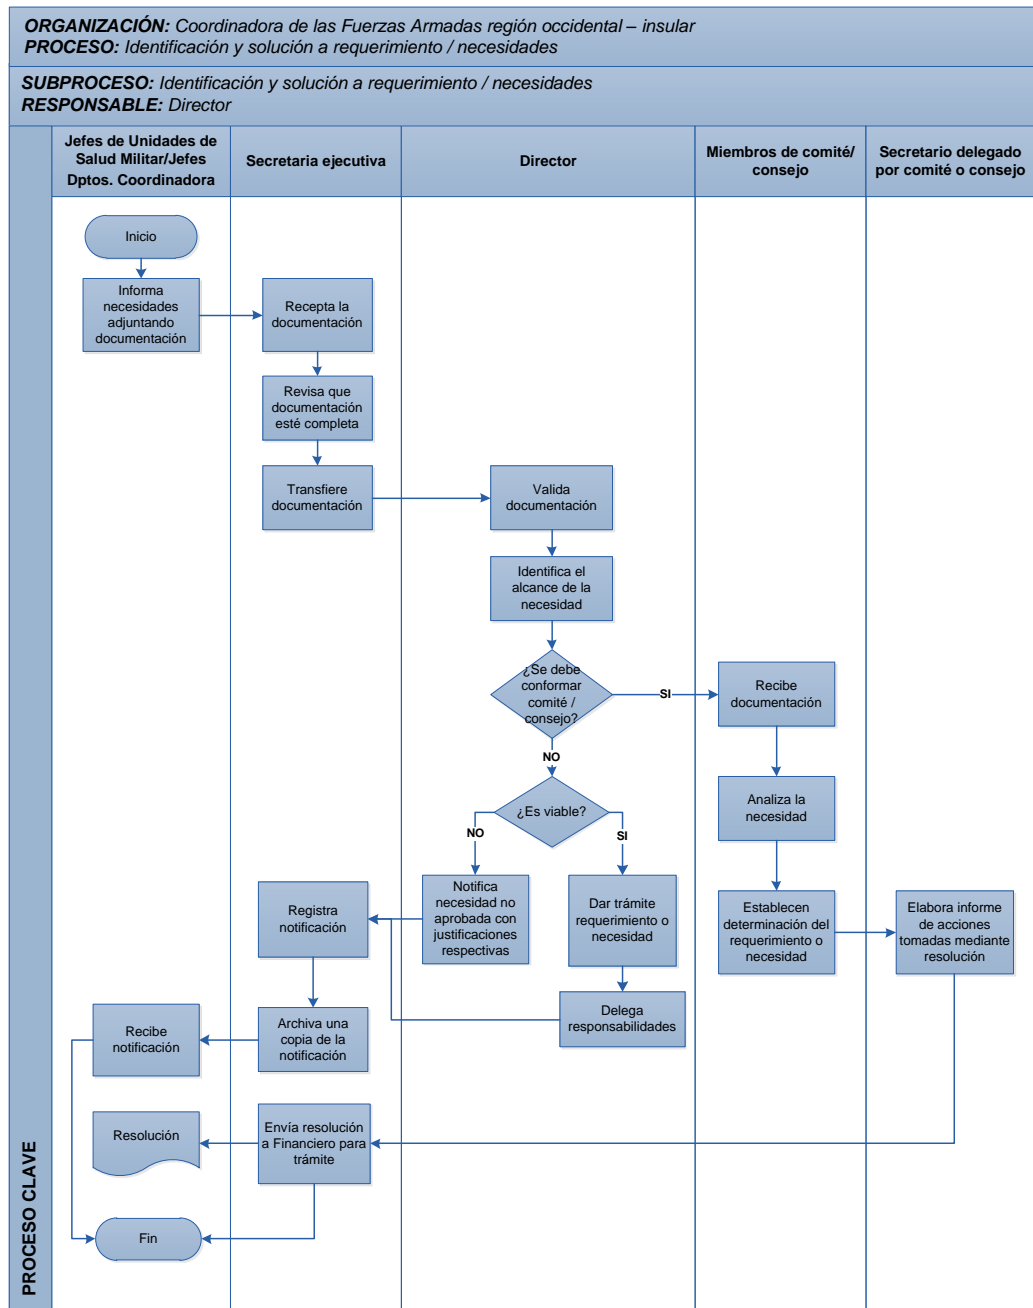 ORGANIZACIÓN: Coordinadora de las Fuerzas Armadas región occidental – insular
PROCESO: Identificación y solución a requerimiento / necesidades
SUBPROCESO: Identificación y solución a requerimiento / necesidades
RESPONSABLE: Director
Jefes de Unidades de
Salud Militar/Jefes
Dptos. Coordinadora
Secretaria ejecutiva
Director
Miembros de comité/
consejo
Secretario delegado
por comité o consejo
Inicio
Informa
necesidades
adjuntando
documentación
Recepta la
documentación
Revisa que
documentación
esté completa
Transfiere
documentación
Valida
documentación
Identifica el
alcance de la
necesidad
¿Se debe
conformar
comité /
consejo?
SI
Recibe
documentación
NO
Analiza la
necesidad
¿Es viable?
NO
SI
Registra
notificación
Notifica
necesidad no
aprobada con
justificaciones
respectivas
Dar trámite
requerimiento o
necesidad
Establecen
determinación del
requerimiento o
necesidad
Elabora informe
de acciones
tomadas mediante
resolución
Recibe
notificación
Archiva una
copia de la
notificación
Delega
responsabilidades
Resolución
Envía resolución
a Financiero para
trámite
Fin
PROCESO CLAVE